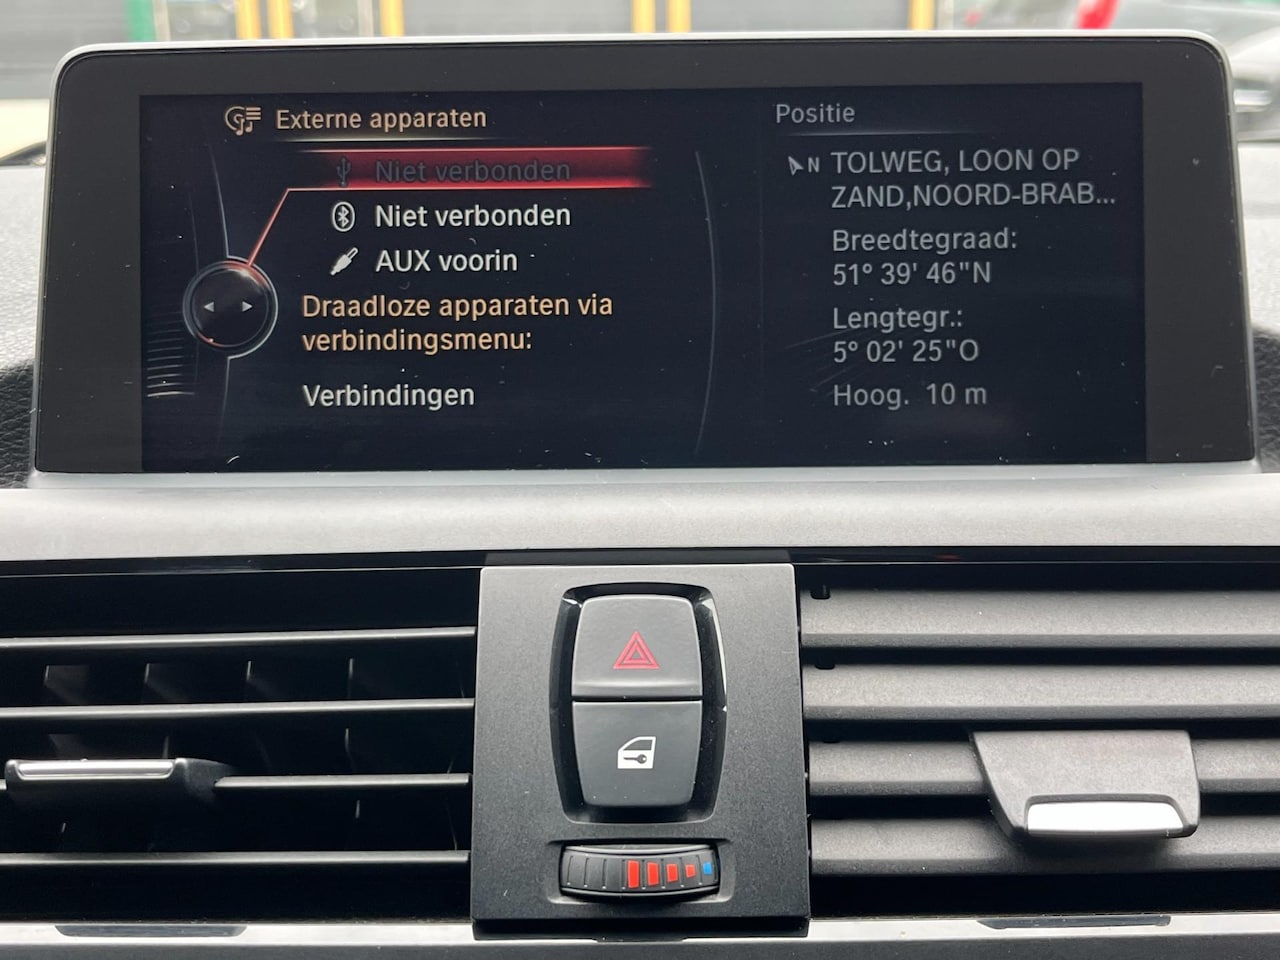 Externe apparaten
Niet verbonden
Niet verbonden
AUX voorin
Draadloze apparaten via
verbindingsmenu:
Verbindingen
Positie
N TOLWEG, LOON OP
ZAND,NOORD-BRAB...
Breedtegraad:
51° 39' 46"N
Lengtegr.:
5° 02' 25"O
Hoog. 10 m